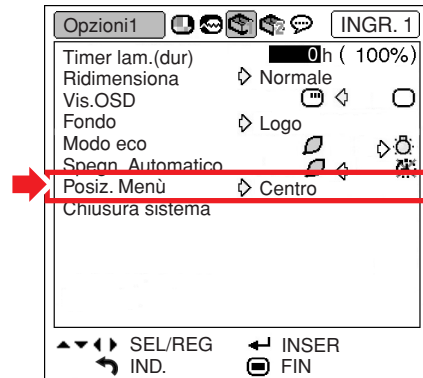 Opzioni1 INGR. 1
Timer lam.(dur) 0 h ( 100%)
Ridimensiona Normale
Vis.OSD
Fondo Logo
Modo eco
Spegn. Automatico
Posiz. Menù Centro
Chiusura sistema
SEL/REG INSER
IND. FIN